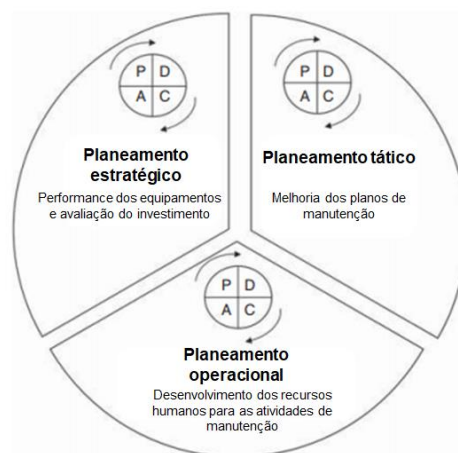 P D
A C
Planeamento
estratégico
Performance dos equipamentos
e avaliação do investimento
P D
A C
Planeamento tático
Melhoria dos planos de
manutenção
P D
A C
Planeamento
operacional
Desenvolvimento dos recursos
humanos para as atividades de
manutenção